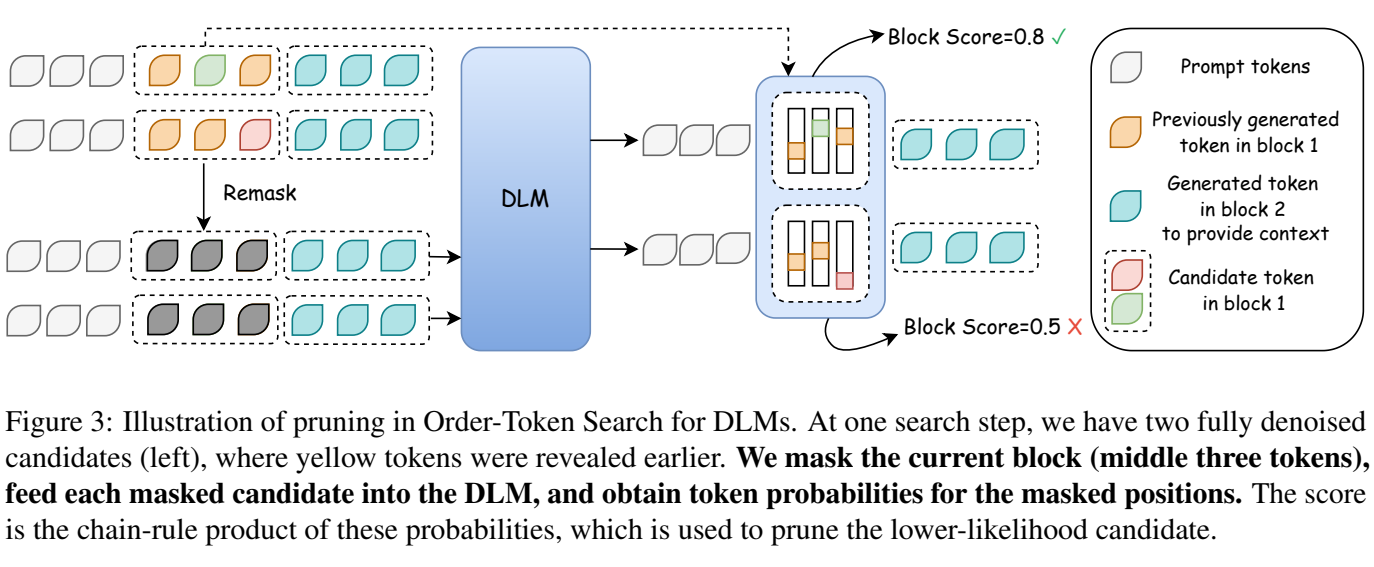 Block Score=0.8 ✓
Remask
DLM
Block Score=0.5 X
Prompt tokens
Previously generated
token in block 1
Generated token
in block 2
to provide context
Candidate token
in block 1
Figure 3: Illustration of pruning in Order-Token Search for DLMs. At one search step, we have two fully denoised
candidates (left), where yellow tokens were revealed earlier. We mask the current block (middle three tokens),
feed each masked candidate into the DLM, and obtain token probabilities for the masked positions. The score
is the chain-rule product of these probabilities, which is used to prune the lower-likelihood candidate.